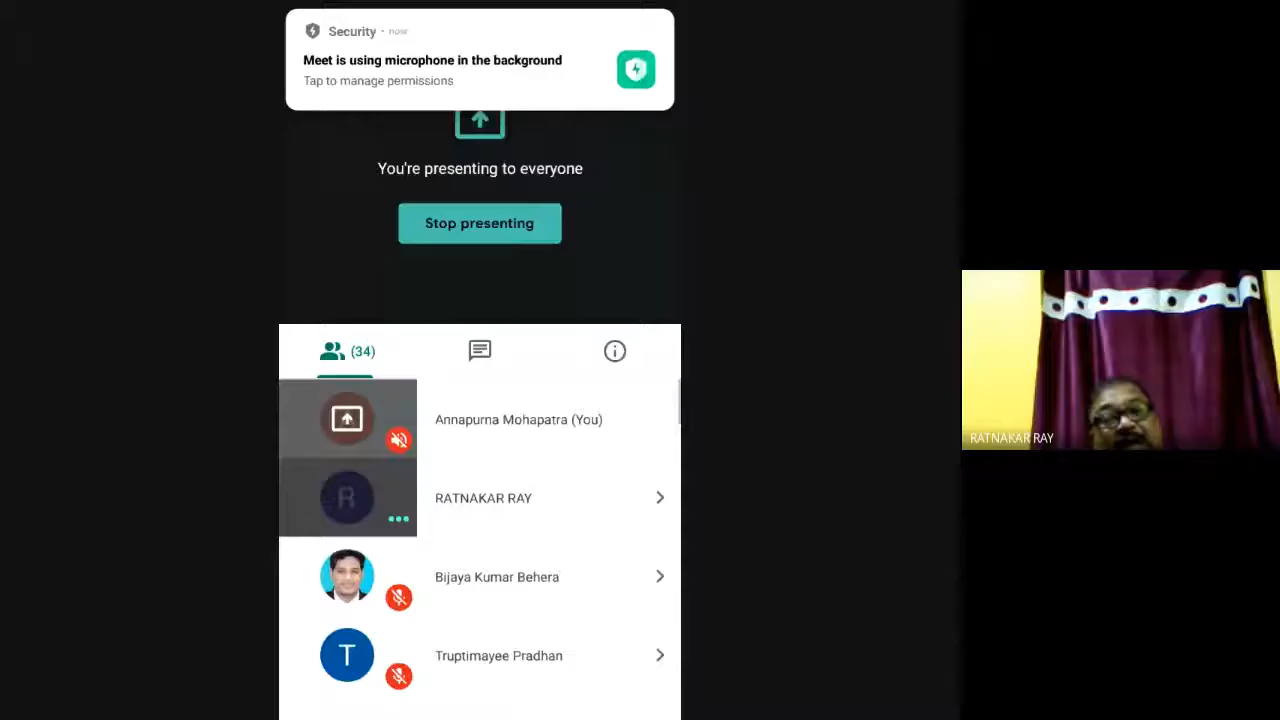 Security · now
Meet is using microphone in the background
Tap to manage permissions
You're presenting to everyone
Stop presenting
(34)
Annapurna Mohapatra (You)
R
RATNAKAR RAY
Bijaya Kumar Behera
T
Truptimayee Pradhan
RATNAKAR RAY